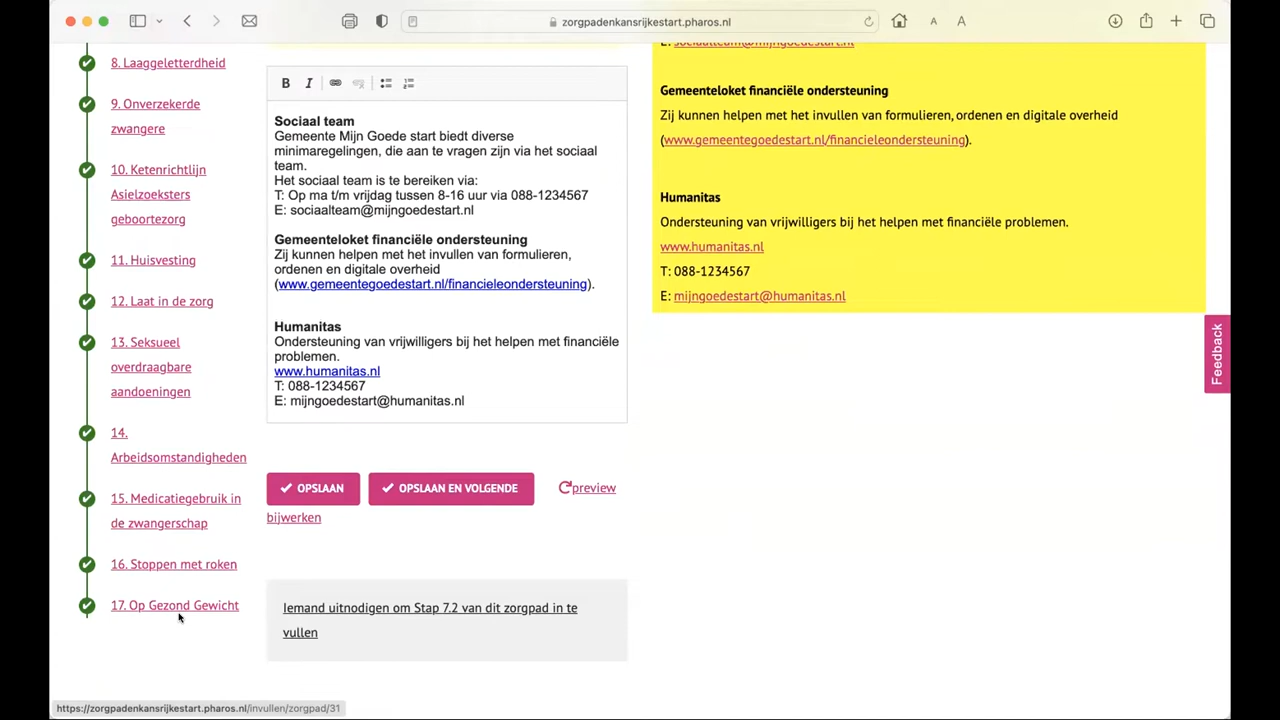 zorgpadenkansrijkestart.pharos.nl
A
A
8. Laaggeletterdheid
9. Onverzekerde
zwangere
10. Ketenrichtlijn
Asielzoeksters
geboortezorg
11. Huisvesting
12. Laat in de zorg
13. Seksueel
overdraagbare
aandoeningen
14.
Arbeidsomstandigheden
15. Medicatiegebruik in
de zwangerschap
16. Stoppen met roken
17. Op Gezond Gewicht
B I
Sociaal team
Gemeente Mijn Goede start biedt diverse
minimaregelingen, die aan te vragen zijn via het sociaal
team.
Het sociaal team is te bereiken via:
T: Op ma t/m vrijdag tussen 8-16 uur via 088-1234567
E: sociaalteam@mijngoedestart.nl
Gemeenteloket financiële ondersteuning
Zij kunnen helpen met het invullen van formulieren,
ordenen en digitale overheid
(www.gemeentegoedestart.nl/financieleondersteuning).
Humanitas
Ondersteuning van vrijwilligers bij het helpen met financiële
problemen.
www.humanitas.nl
T: 088-1234567
E: mijngoedestart@humanitas.nl
OPSLAAN
OPSLAAN EN VOLGENDE
preview
bijwerken
Iemand uitnodigen om Stap 7.2 van dit zorgpad in te
vullen
E: sociaalteam@mijngoedestart.nl
Gemeenteloket financiële ondersteuning
Zij kunnen helpen met het invullen van formulieren, ordenen en digitale overheid
(www.gemeentegoedestart.nl/financieleondersteuning).
Humanitas
Ondersteuning van vrijwilligers bij het helpen met financiële problemen.
www.humanitas.nl
T: 088-1234567
E: mijngoedestart@humanitas.nl
Feedback
https://zorgpadenkansrijkestart.pharos.nl/invullen/zorgpad/31